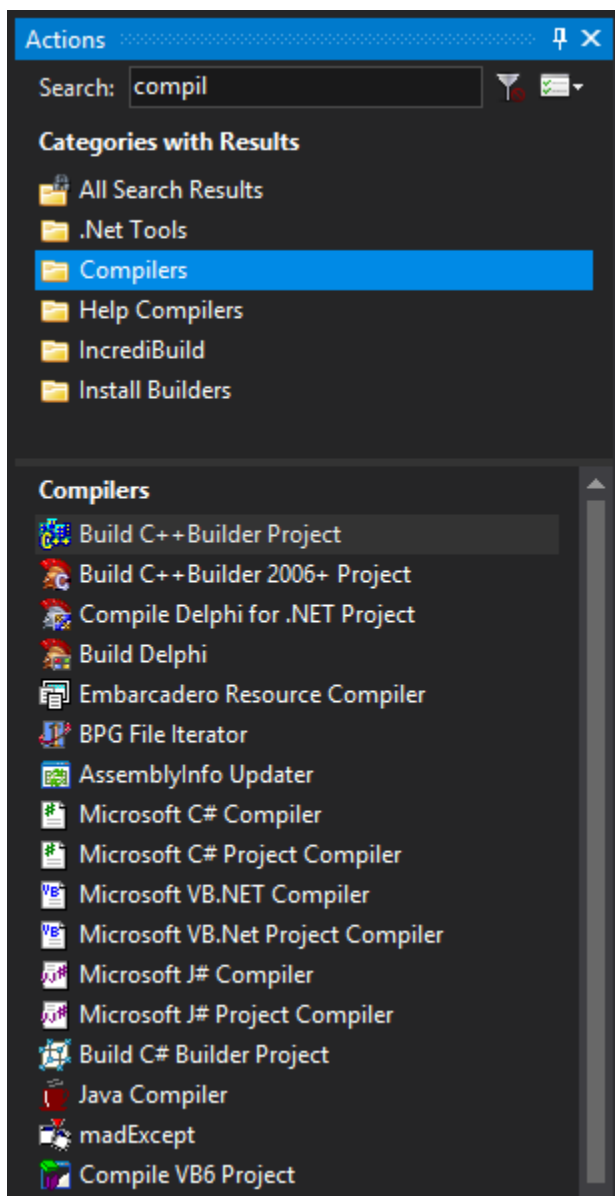 Actions
Search: compil
Categories with Results
All Search Results
.Net Tools
Compilers
Help Compilers
IncrediBuild
Install Builders
Compilers
Build C++Builder Project
Build C++Builder 2006+ Project
Compile Delphi for .NET Project
Build Delphi
Embarcadero Resource Compiler
BPG File Iterator
AssemblyInfo Updater
Microsoft C# Compiler
Microsoft C# Project Compiler
Microsoft VB.NET Compiler
Microsoft VB.Net Project Compiler
Microsoft J# Compiler
Microsoft J# Project Compiler
Build C# Builder Project
Java Compiler
madExcept
Compile VB6 Project